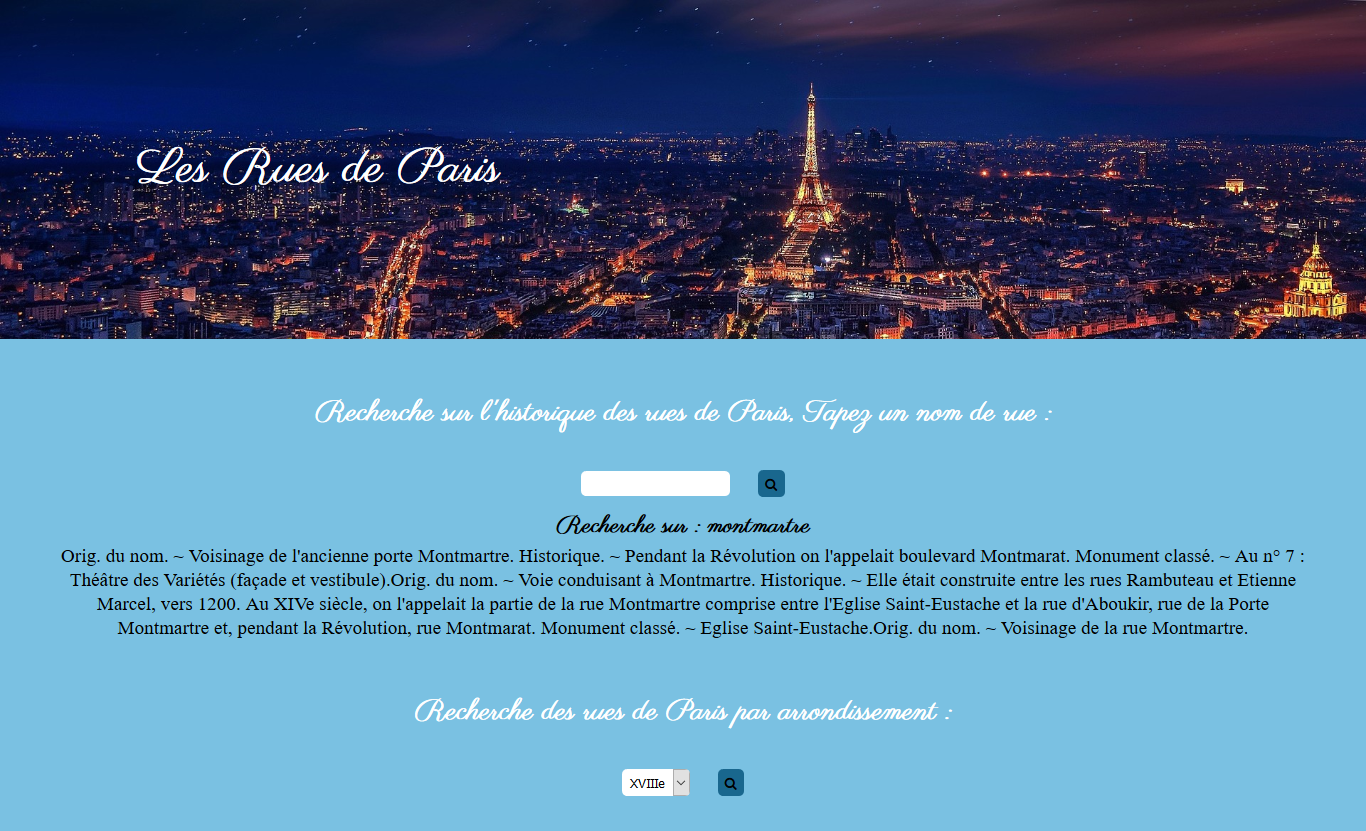 Les Rues de Paris
Recherche sur l'historique des rues de Paris, Tapez un nom de rue :
Recherche sur : montmartre
Orig. du nom. ~ Voisinage de l'ancienne porte Montmartre. Historique. ~ Pendant la Révolution on l'appelait boulevard Montmarat. Monument classé. ~ Au n° 7 :
Théâtre des Variétés (façade et vestibule).Orig. du nom. ~ Voie conduisant à Montmartre. Historique. ~ Elle était construite entre les rues Rambuteau et Etienne
Marcel, vers 1200. Au XIVe siècle, on l'appelait la partie de la rue Montmartre comprise entre l'Eglise Saint-Eustache et la rue d'Aboukir, rue de la Porte
Montmartre et, pendant la Révolution, rue Montmarat. Monument classé. ~ Eglise Saint-Eustache.Orig. du nom. ~ Voisinage de la rue Montmartre.
Recherche des rues de Paris par arrondissement :
XVIIIe